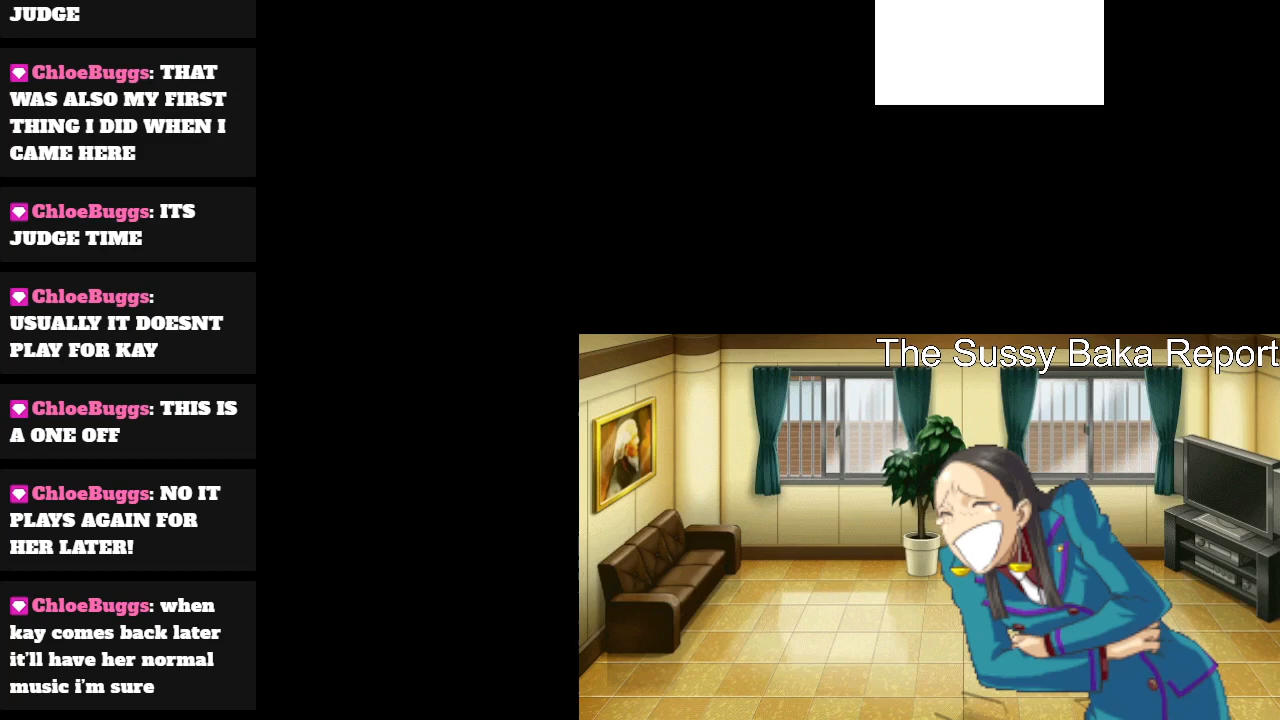 JUDGE
ChloeBuggs: THAT
WAS ALSO MY FIRST
THING I DID WHEN I
CAME HERE
ChloeBuggs: ITS
JUDGE TIME
ChloeBuggs:
USUALLY IT DOESNT
PLAY FOR KAY
ChloeBuggs: THIS IS
A ONE OFF
ChloeBuggs: NO IT
PLAYS AGAIN FOR
HER LATER!
ChloeBuggs: when
kay comes back later
it'll have her normal
music i'm sure
The Sussy Baka Report